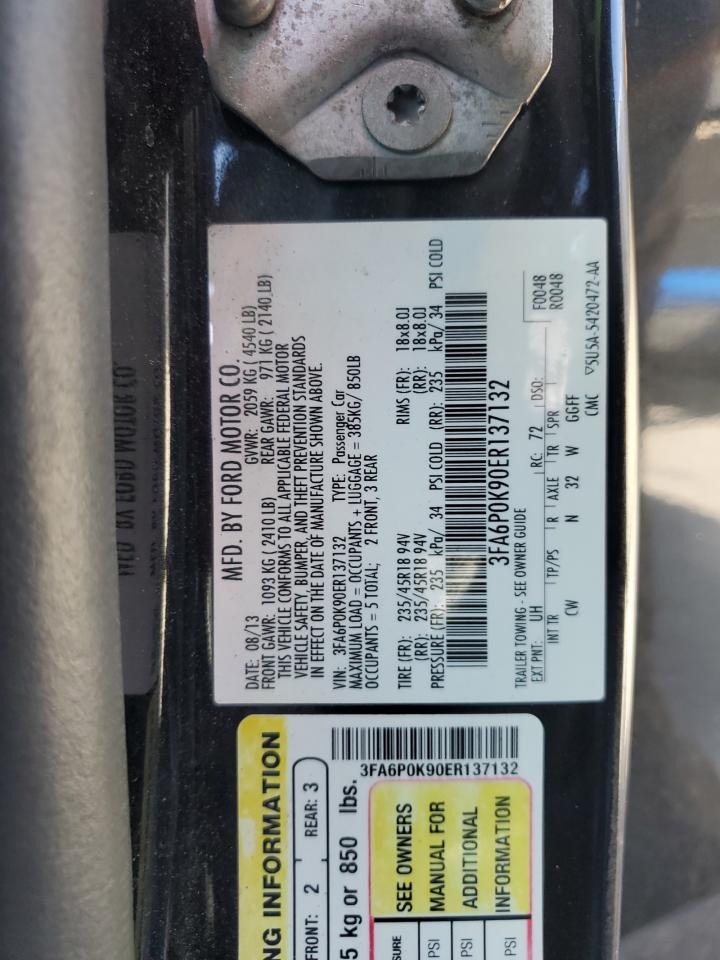 MFD. BY FORD MOTOR CO.
DATE: 08/13 GVWR: 2059 KG ( 4540 LB)
FRONT GAWR: 1093 KG ( 2410 LB) REAR GAWR: 971 KG ( 2140 LB)
THIS VEHICLE CONFORMS TO ALL APPLICABLE FEDERAL MOTOR
VEHICLE SAFETY, BUMPER, AND THEFT PREVENTION STANDARDS
IN EFFECT ON THE DATE OF MANUFACTURE SHOWN ABOVE.
VIN: 3FA6P0K90ER137132 TYPE: Passenger Car
MAXIMUM LOAD = OCCUPANTS + LUGGAGE = 385KG/ 850LB
OCCUPANTS = 5 TOTAL; 2 FRONT, 3 REAR
TIRE (FR): 235/45R18 94V RIMS (FR): 18x8.0J
(RR): 235/45R18 94V (RR): 18x8.0J
PRESSURE (FR): 235 kPa/ 34 PSI COLD (RR): 235 kPa/ 34 PSI COLD
3FA6P0K90ER137132
TRAILER TOWING - SEE OWNER GUIDE
EXT PNT: UH RC: 72 DSO: F0048
R0048
INT TR TP/PS R AXLE TR SPR
CW N 32 W GGFF
CMC ▽5U5A-5420472-AA
NG INFORMATION
FRONT: 2 REAR: 3
5 kg or 850 lbs.
3FA6P0K90ER137132
SURE
PSI
PSI
PSI
SEE OWNERS
MANUAL FOR
ADDITIONAL
INFORMATION